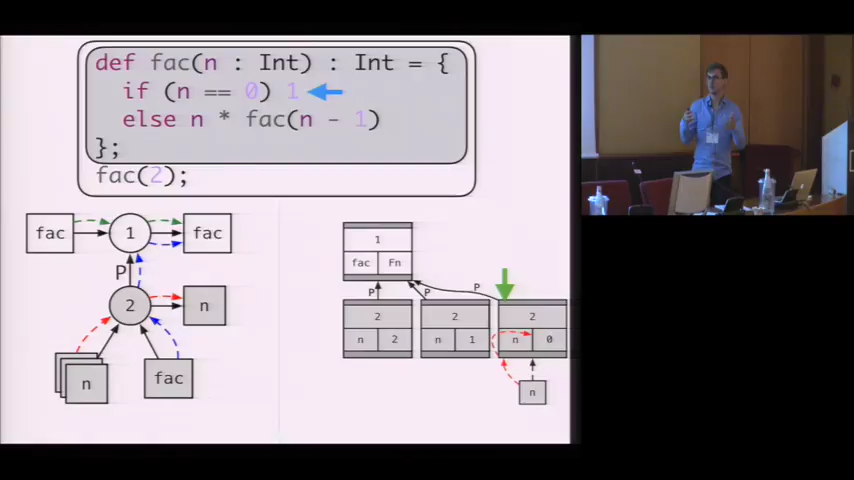 def fac(n : Int) : Int = {
if (n == 0) 1
else n * fac(n - 1)
};
fac(2);
fac
1
fac
P
2
n
n
fac
1
fac Fn
P
P
P
2
n 2
2
n 1
2
n 0
n